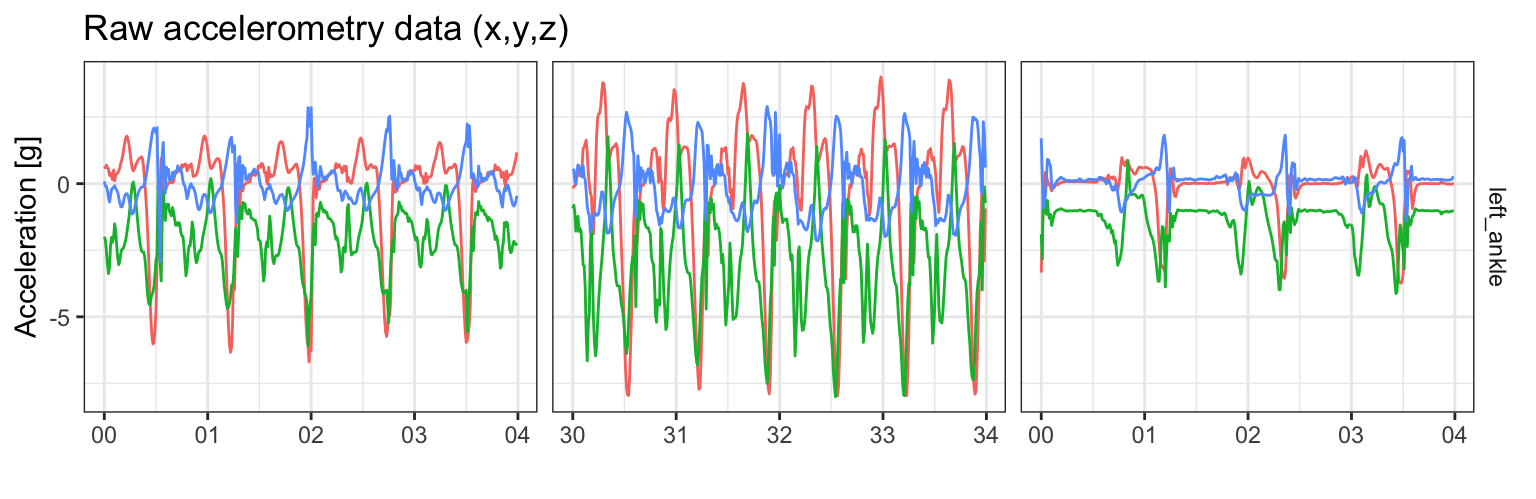 Raw accelerometry data (x,y,z)
Acceleration [g]
0
-5
00 01 02 03 04
30 31 32 33 34
00 01 02 03 04
left_ankle